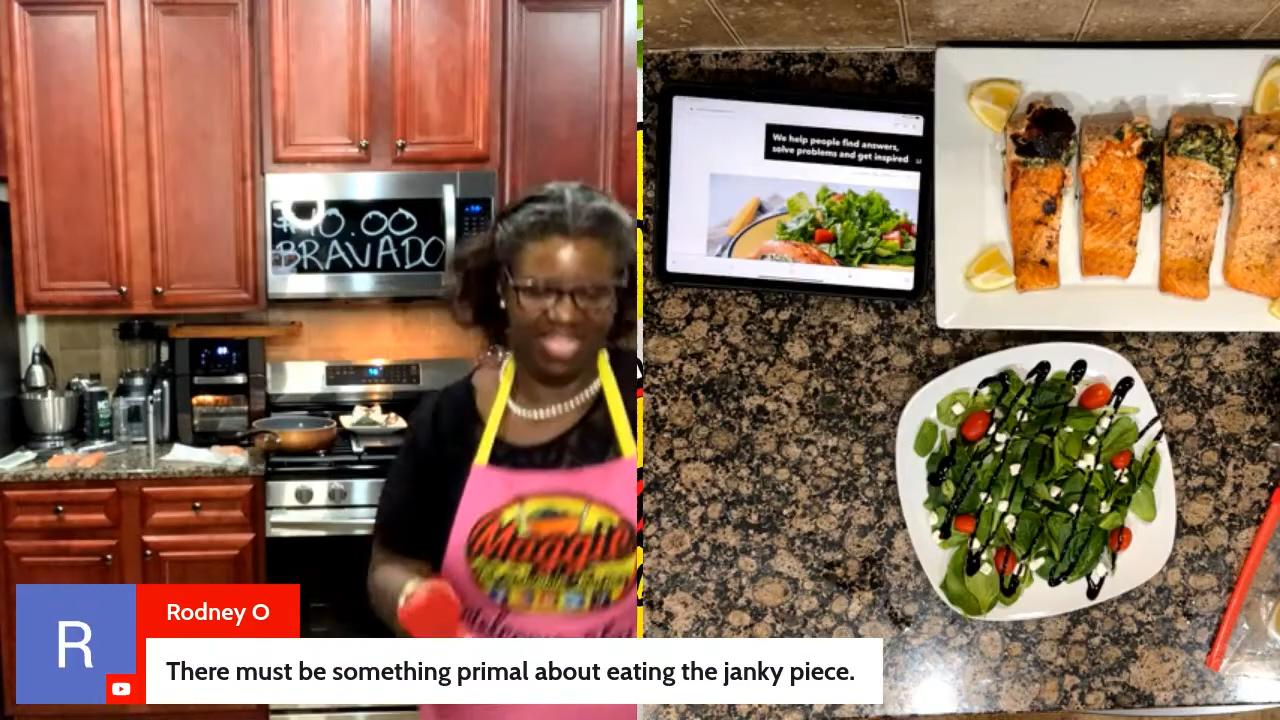 $40.00
BRAVADO
We help people find answers,
solve problems and get inspired
Maggie
R
Rodney O
There must be something primal about eating the janky piece.